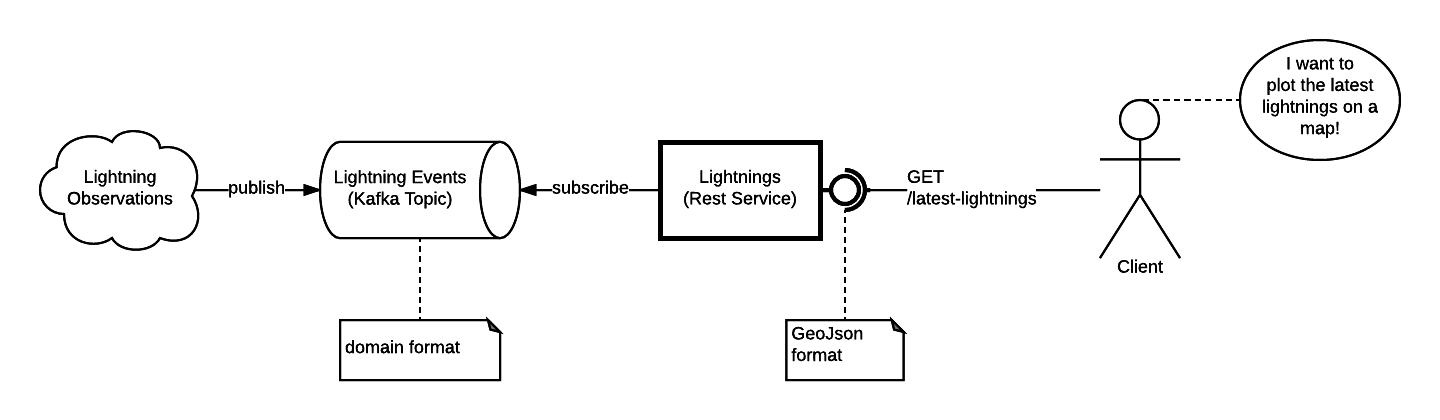 I want to
plot the latest
lightnings on a
map!
Lightning
Observations
publish
Lightning Events
(Kafka Topic)
subscribe
Lightnings
(Rest Service)
GET
/latest-lightnings
Client
domain format
GeoJson
format